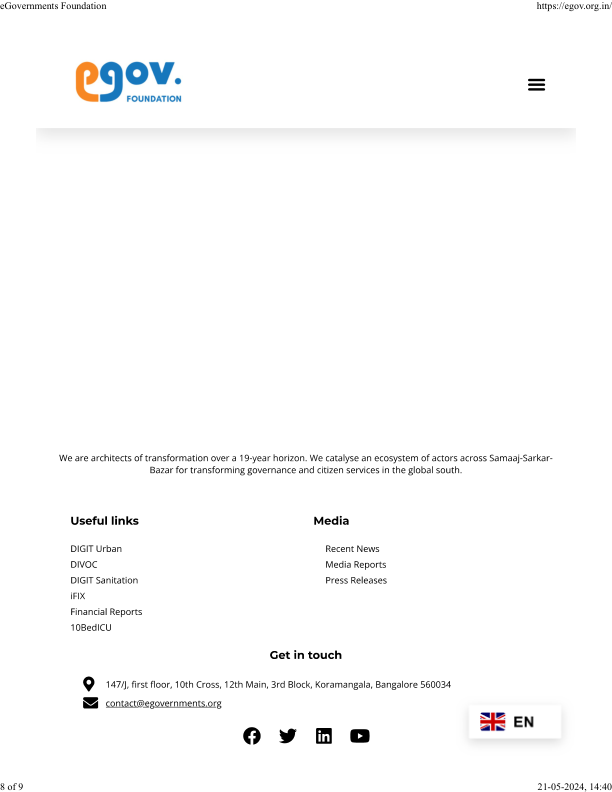 eGovernments Foundation
https://egov.org.in/
egov.
FOUNDATION
We are architects of transformation over a 19-year horizon. We catalyse an ecosystem of actors across Samaaj-Sarkar-
Bazar for transforming governance and citizen services in the global south.
Useful links
DIGIT Urban
DIVOC
DIGIT Sanitation
iFIX
Financial Reports
10BedICU
Media
Recent News
Media Reports
Press Releases
Get in touch
147/J, first floor, 10th Cross, 12th Main, 3rd Block, Koramangala, Bangalore 560034
contact@egovernments.org
EN
8 of 9
21-05-2024, 14:40